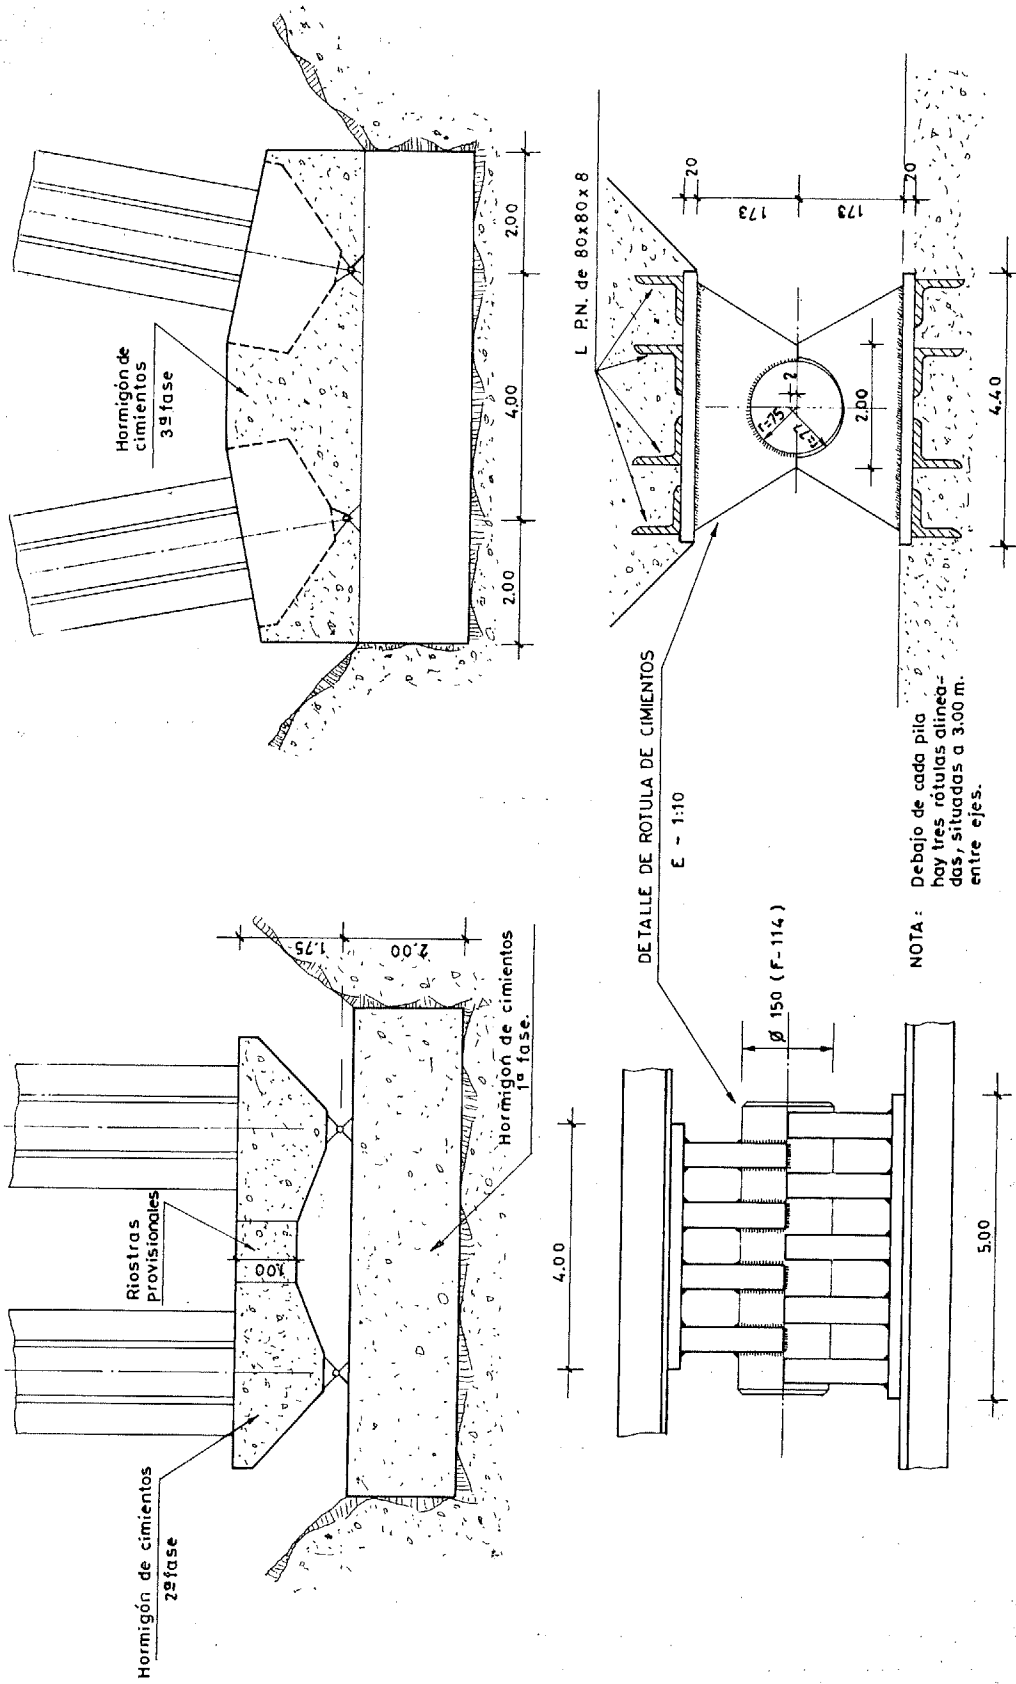 Hormigón de cimientos
2ª fase
Riostras
provisionales
1,00
1.75
2.00
Hormigón de cimientos
1ª fase.
Hormigón de
cimientos
3ª fase
2.00
4.00
2.00
4.00
5.00
Ø 150 (F-114)
DETALLE DE ROTULA DE CIMIENTOS
E - 1:10
L P.N. de 80x80x8
20
173
173
20
r=75
r=77
2
2.00
4.40
NOTA: Debajo de cada pila
hay tres rótulas alinea-
das, situadas a 3.00 m.
entre ejes.